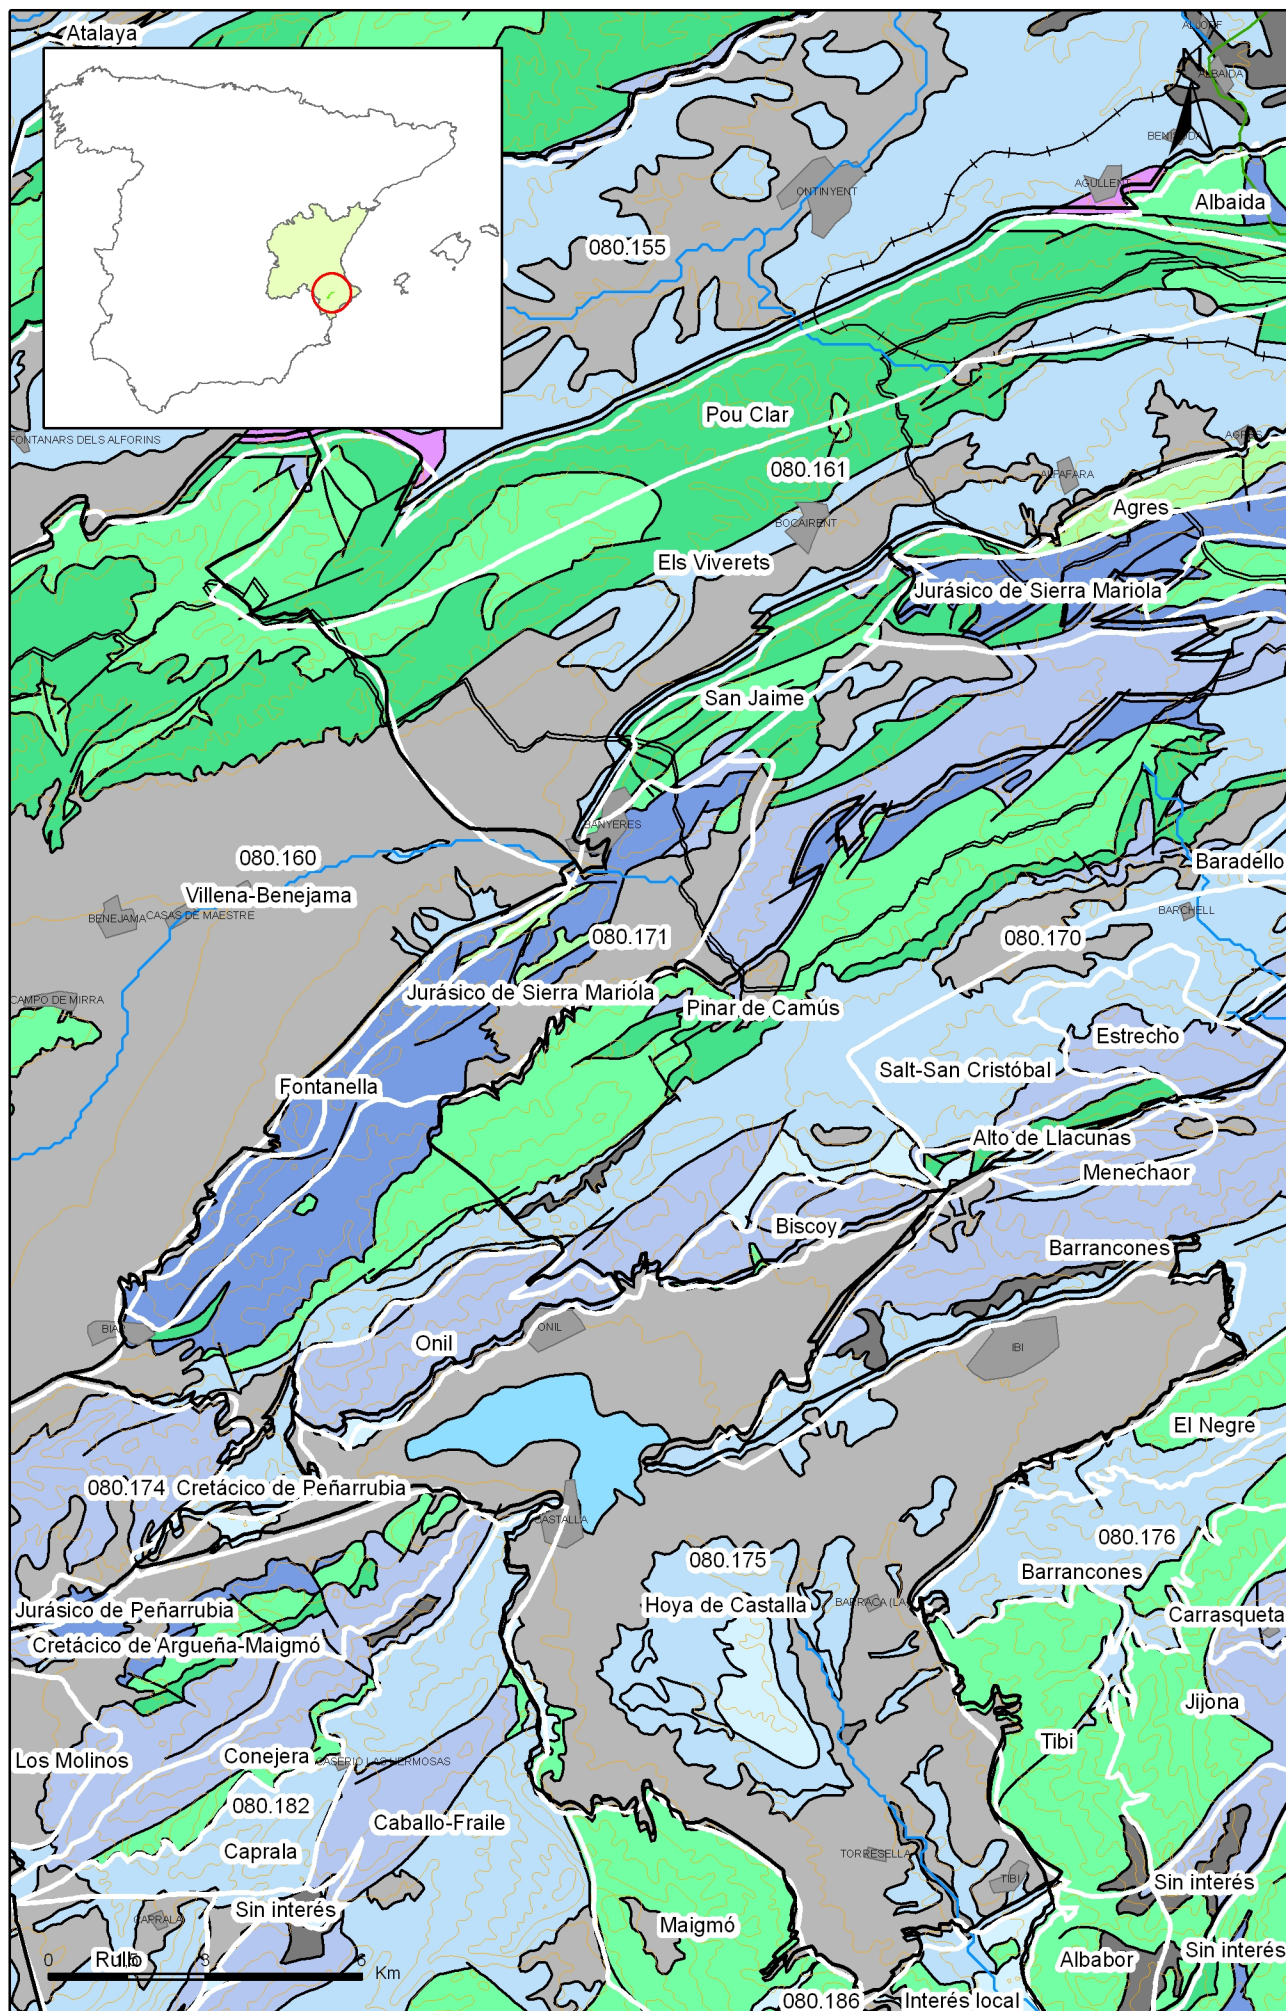 Atalaya
ALJORF
N
ALBAIDA
BENISODA
ONTINYENT
AGULLENT
Albaida
080.155
Pou Clar
FONTANARS DELS ALFORINS
AGRES
080.161
ALFAFARA
Agres
BOCAIRENT
Els Viverets
Jurásico de Sierra Mariola
San Jaime
BANYERES
080.160
Baradello
Villena-Benejama
BENEJAMA
CASAS DE MAESTRE
BARCHELL
080.171
080.170
Jurásico de Sierra Mariola
CAMPO DE MIRRA
Pinar de Camús
Estrecho
Salt-San Cristóbal
Fontanella
Alto de Llacunas
Menechaor
Biscoy
Barrancones
BIAR
ONIL
Onil
IBI
El Negre
080.174
Cretácico de Peñarrubia
CASTALLA
080.176
080.175
Barrancones
Hoya de Castalla
BARRACA (LA
Jurásico de Peñarrubia
Carrasqueta
Cretácico de Argueña-Maigmó
Jijona
Tibi
Los Molinos
Conejera
CASERIO LAS HERMOSAS
080.182
Caballo-Fraile
Caprala
TORRESELLA
TIBI
Sin interés
Sin interés
CAPRALA
Maigmó
Sin interés
Albabor
Rullo
0 1,5 3 6
Km
080.186
Interés local